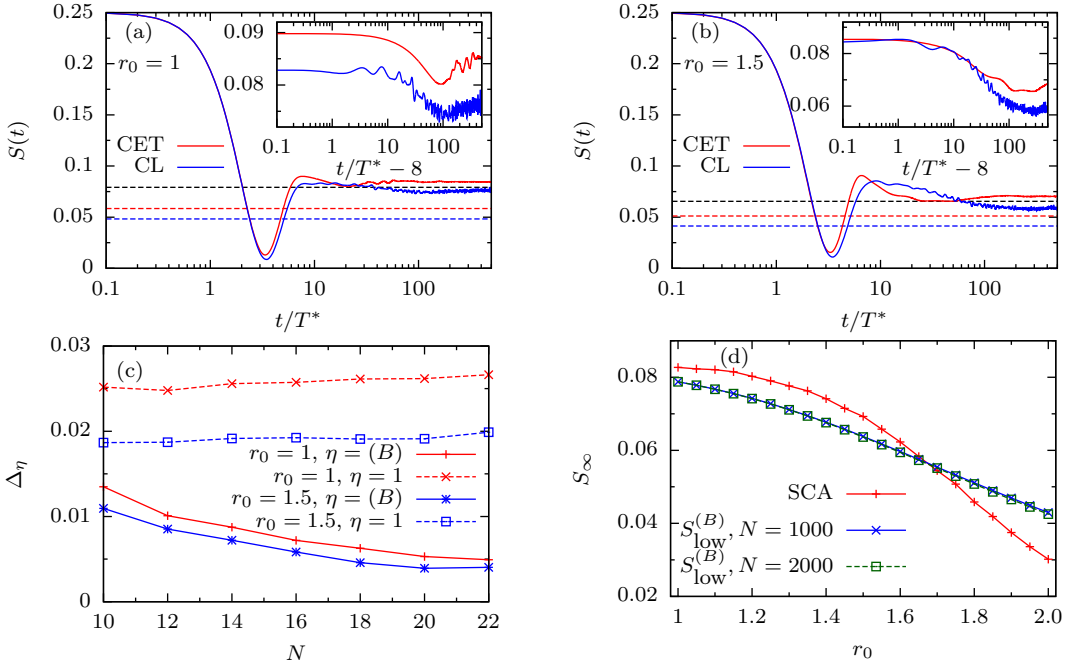 (a)
r₀ = 1
0.25
0.2
0.15
0.1
0.05
0
S(t)
0.1
1
10
100
t/T*
CET
CL
0.09
0.08
0.1
1
10
100
t/T* − 8
(b)
r₀ = 1.5
0.25
0.2
0.15
0.1
0.05
0
S(t)
0.1
1
10
100
t/T*
CET
CL
0.08
0.06
0.1
1
10
100
t/T* − 8
(c)
0.03
0.02
0.01
0
Δ_η
10 12 14 16 18 20 22
N
r₀ = 1, η = (B)
r₀ = 1, η = 1
r₀ = 1.5, η = (B)
r₀ = 1.5, η = 1
(d)
0.08
0.06
0.04
0.02
S_∞
1 1.2 1.4 1.6 1.8 2.0
r₀
SCA
S_low^(B), N = 1000
S_low^(B), N = 2000